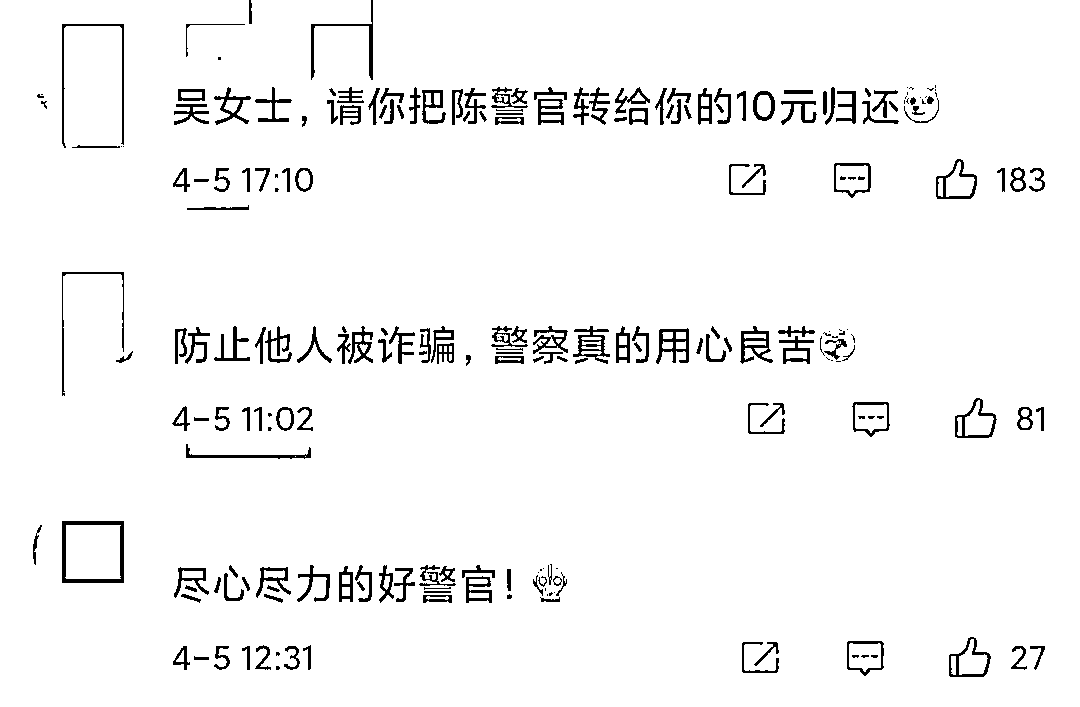 吴女士，请你把陈警官转给你的10元归还
4-5 17:10 183
防止他人被诈骗，警察真的用心良苦
4-5 11:02 81
尽心尽力的好警官！
4-5 12:31 27